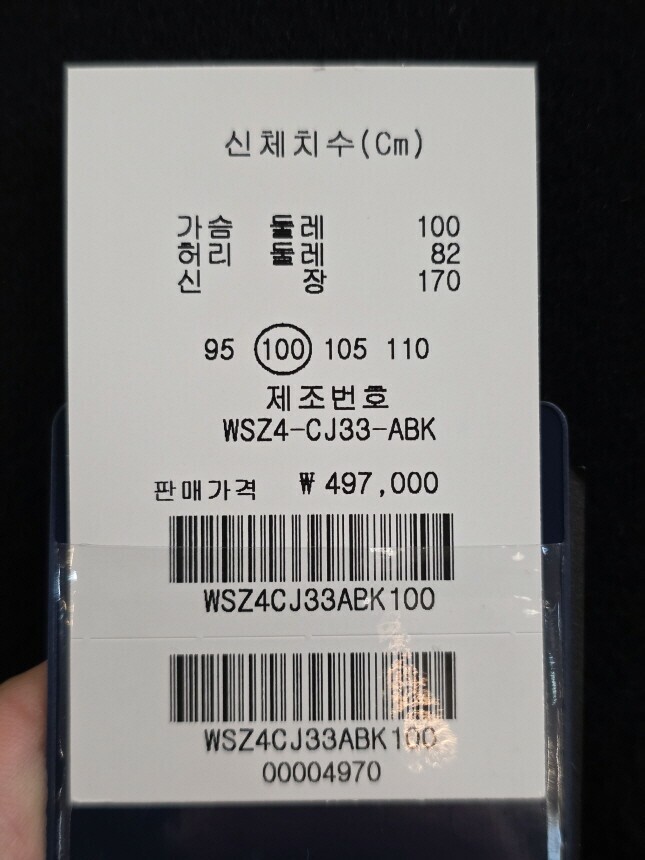 신체치수(Cm)
가슴 둘레 100
허리 둘레 82
신 장 170
95 100 105 110
제조번호
WSZ4-CJ33-ABK
판매가격 ₩ 497,000
WSZ4CJ33ABK100
WSZ4CJ33ABK100
00004970